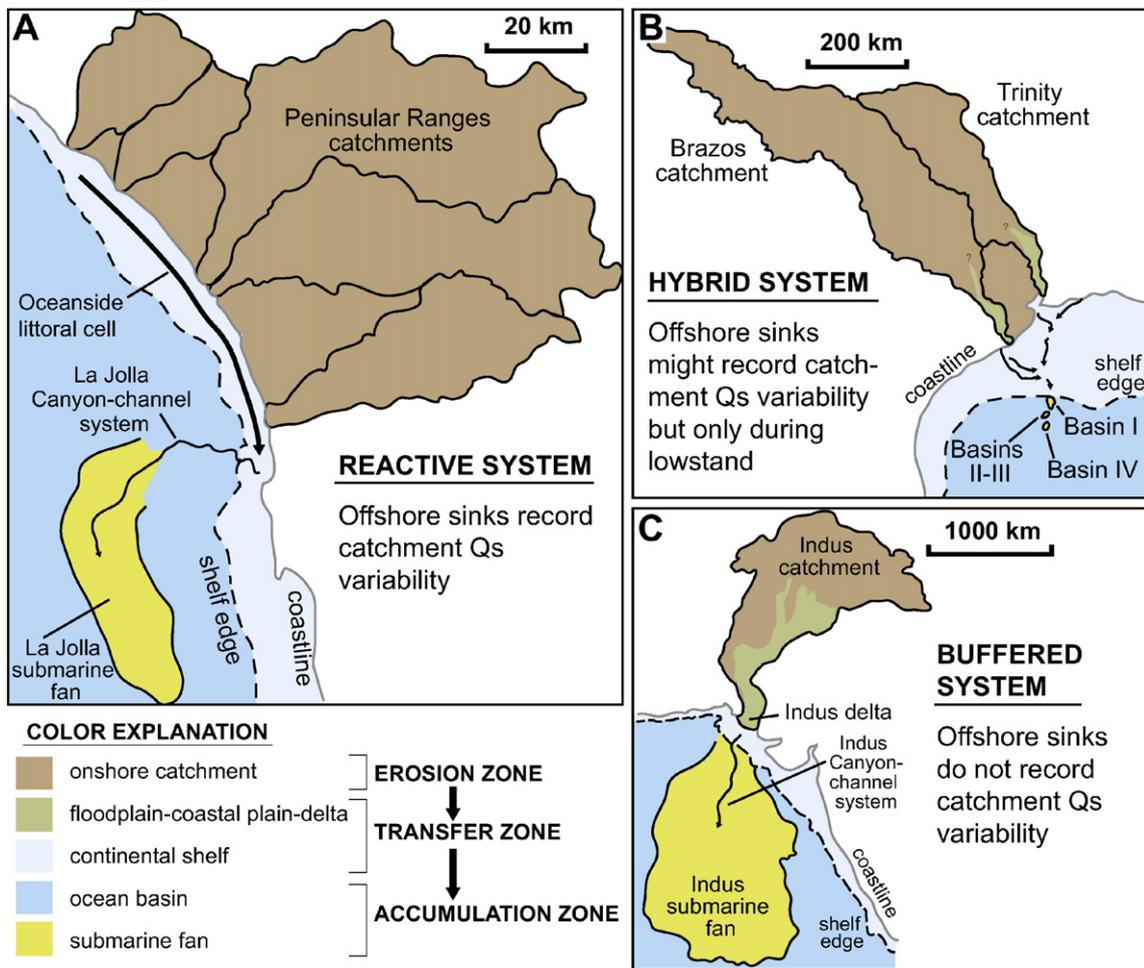 A
20 km
Peninsular Ranges
catchments
Oceanside
littoral cell
La Jolla
Canyon-channel
system
REACTIVE SYSTEM
Offshore sinks record
catchment Qs
variability
shelf edge
coastline
La Jolla
submarine
fan
B
200 km
Trinity
catchment
Brazos
catchment
?
?
HYBRID SYSTEM
Offshore sinks
might record catch-
ment Qs variability
but only during
lowstand
coastline
shelf
edge
Basin I
Basins
II-III
Basin IV
C
1000 km
Indus
catchment
BUFFERED
SYSTEM
Offshore sinks
do not record
catchment Qs
variability
Indus delta
Indus
Canyon-
channel
system
coastline
Indus
submarine
fan
shelf
edge
COLOR EXPLANATION
onshore catchment
floodplain-coastal plain-delta
continental shelf
ocean basin
submarine fan
EROSION ZONE
TRANSFER ZONE
ACCUMULATION ZONE